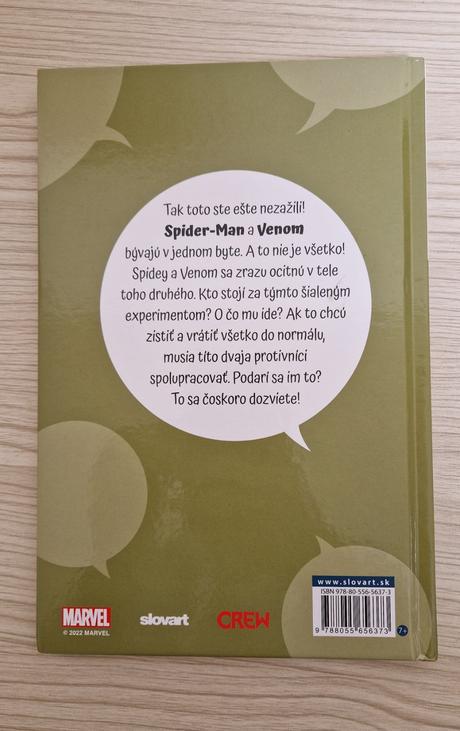 Tak toto ste ešte nezažili!
Spider-Man a Venom
bývajú v jednom byte. A to nie je všetko!
Spidey a Venom sa zrazu ocitnú v tele
toho druhého. Kto stojí za týmto šialeným
experimentom? O čo mu ide? Ak to chcú
zistiť a vrátiť všetko do normálu,
musia títo dvaja protivníci
spolupracovať. Podarí sa im to?
To sa čoskoro dozviete!
www.slovart.sk
ISBN 978-80-556-5637-3
9 788055 656373
7+
MARVEL
© 2022 MARVEL
slovart
CREW